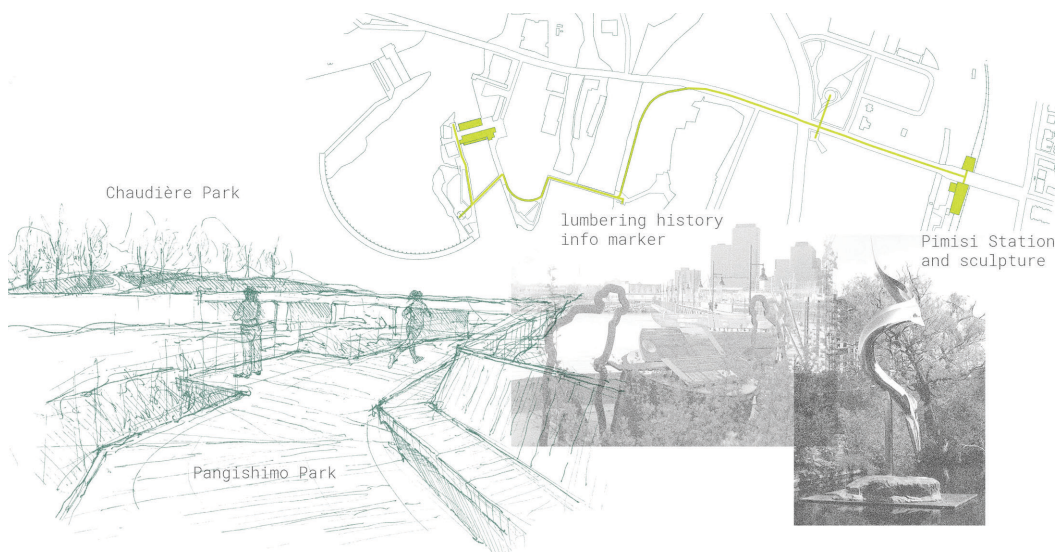 Chaudière Park
lumbering history
info marker
Pimisi Station
and sculpture
Pangishimo Park